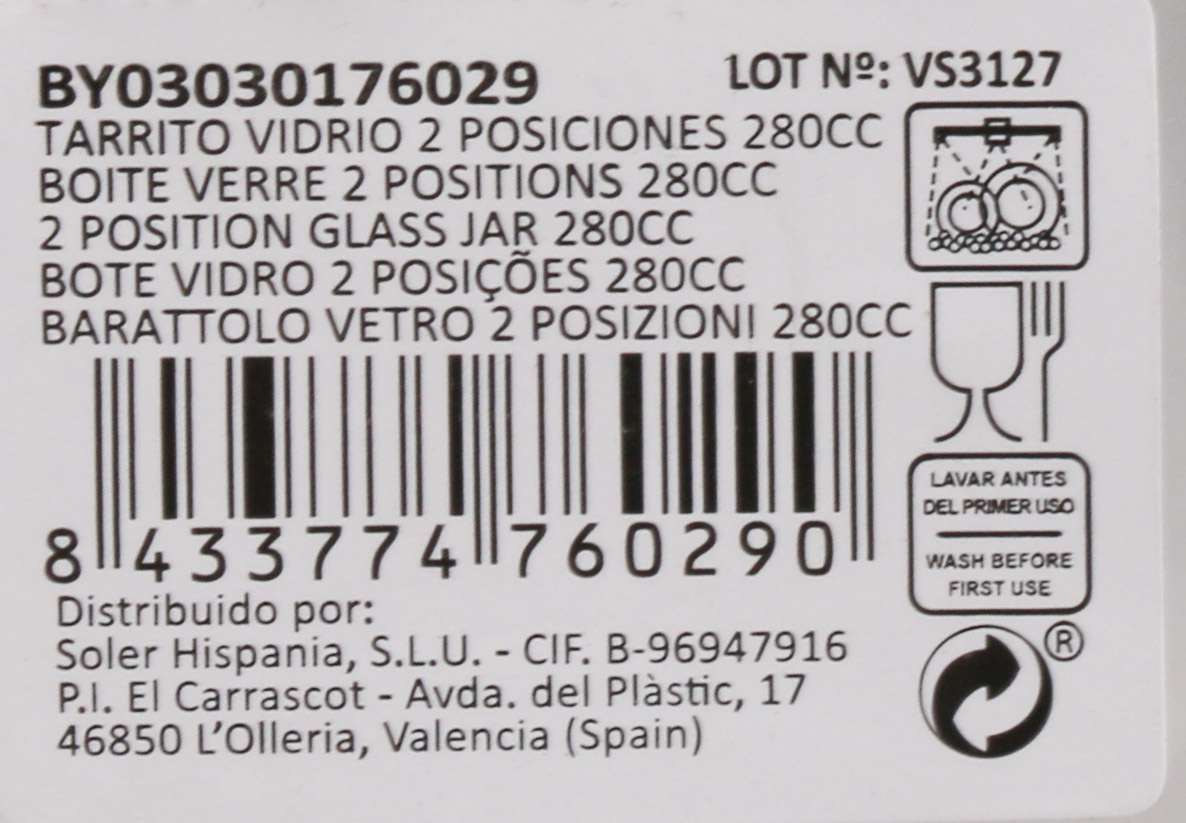 BY03030176029 LOT Nº: VS3127
TARRITO VIDRIO 2 POSICIONES 280CC
BOITE VERRE 2 POSITIONS 280CC
2 POSITION GLASS JAR 280CC
BOTE VIDRO 2 POSIÇÕES 280CC
BARATTOLO VETRO 2 POSIZIONI 280CC
8 433774 760290
LAVAR ANTES
DEL PRIMER USO
WASH BEFORE
FIRST USE
®
Distribuido por:
Soler Hispania, S.L.U. - CIF. B-96947916
P.I. El Carrascot - Avda. del Plàstic, 17
46850 L'Olleria, Valencia (Spain)